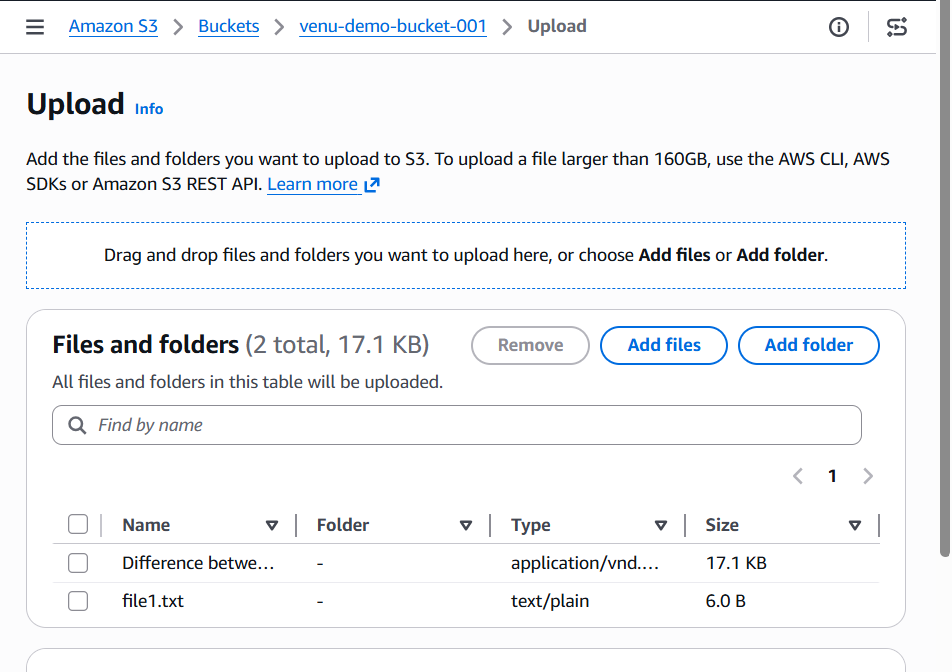 Amazon S3 > Buckets > venu-demo-bucket-001 > Upload
Upload Info
Add the files and folders you want to upload to S3. To upload a file larger than 160GB, use the AWS CLI, AWS
SDKs or Amazon S3 REST API. Learn more
Drag and drop files and folders you want to upload here, or choose Add files or Add folder.
Files and folders (2 total, 17.1 KB) Remove Add files Add folder
All files and folders in this table will be uploaded.
Find by name
1
Name Folder Type Size
Difference betwe... - application/vnd.... 17.1 KB
file1.txt - text/plain 6.0 B